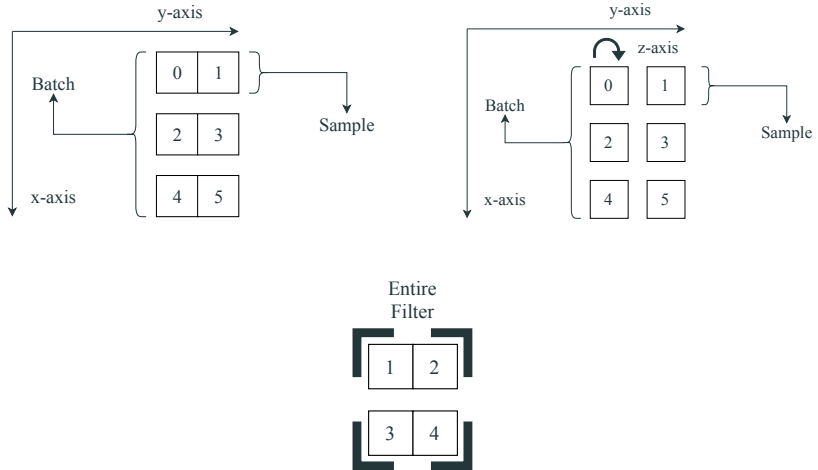 y-axis
Batch
0 1
Sample
2 3
x-axis
4 5
y-axis
z-axis
Batch
0 1
Sample
2 3
x-axis
4 5
Entire
Filter
1 2
3 4